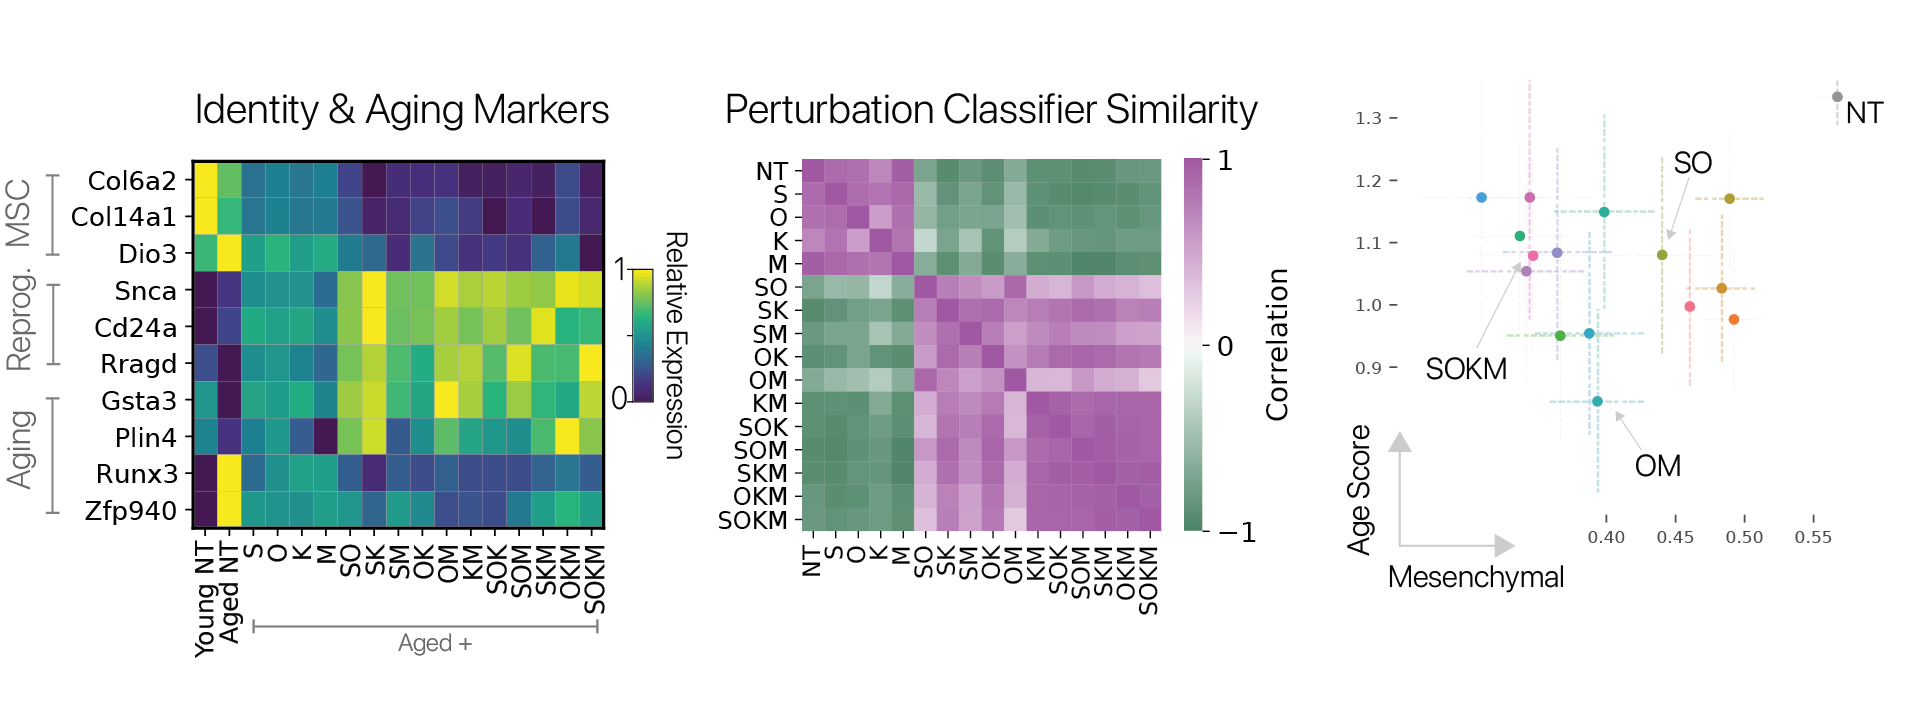 Identity & Aging Markers
MSC
Reprog.
Aging
Col6a2
Col14a1
Dio3
Snca
Cd24a
Rragd
Gsta3
Plin4
Runx3
Zfp940
Young NT
Aged NT
S
O
K
M
SO
SK
SM
OK
OM
KM
SOK
SOM
SKM
OKM
SOKM
Aged +
1
0
Relative Expression
Perturbation Classifier Similarity
NT
S
O
K
M
SO
SK
SM
OK
OM
KM
SOK
SOM
SKM
OKM
SOKM
NT
S
O
K
M
SO
SK
SM
OK
OM
KM
SOK
SOM
SKM
OKM
SOKM
1
0
−1
Correlation
1.3
1.2
1.1
1.0
0.9
NT
SO
SOKM
OM
Age Score
Mesenchymal
0.40
0.45
0.50
0.55